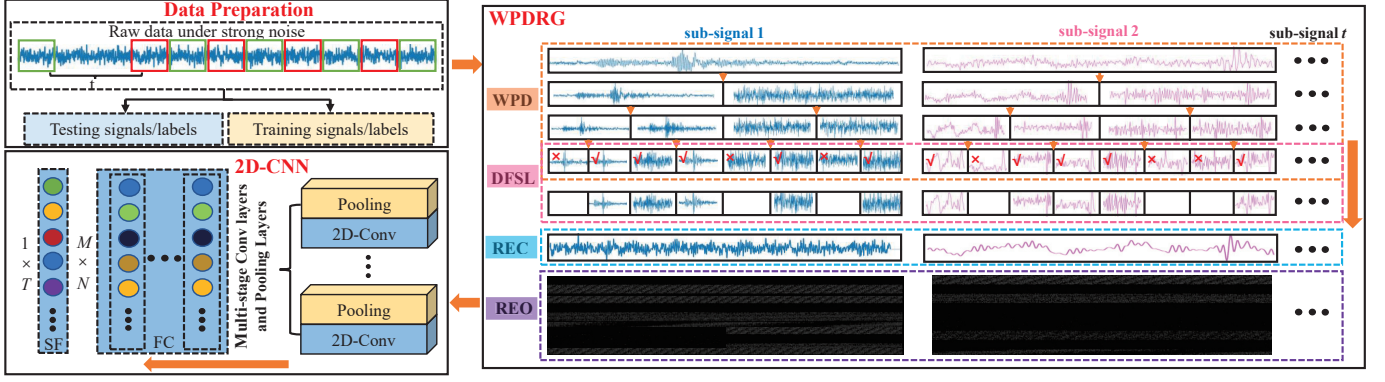 Data Preparation
Raw data under strong noise
t
Testing signals/labels
Training signals/labels
WPDRG
sub-signal 1
sub-signal 2
sub-signal t
WPD
DFSL
REC
REO
2D-CNN
Pooling
2D-Conv
Pooling
2D-Conv
Multi-stage Conv layers
and Pooling Layers
M
×
N
FC
1
×
T
SF